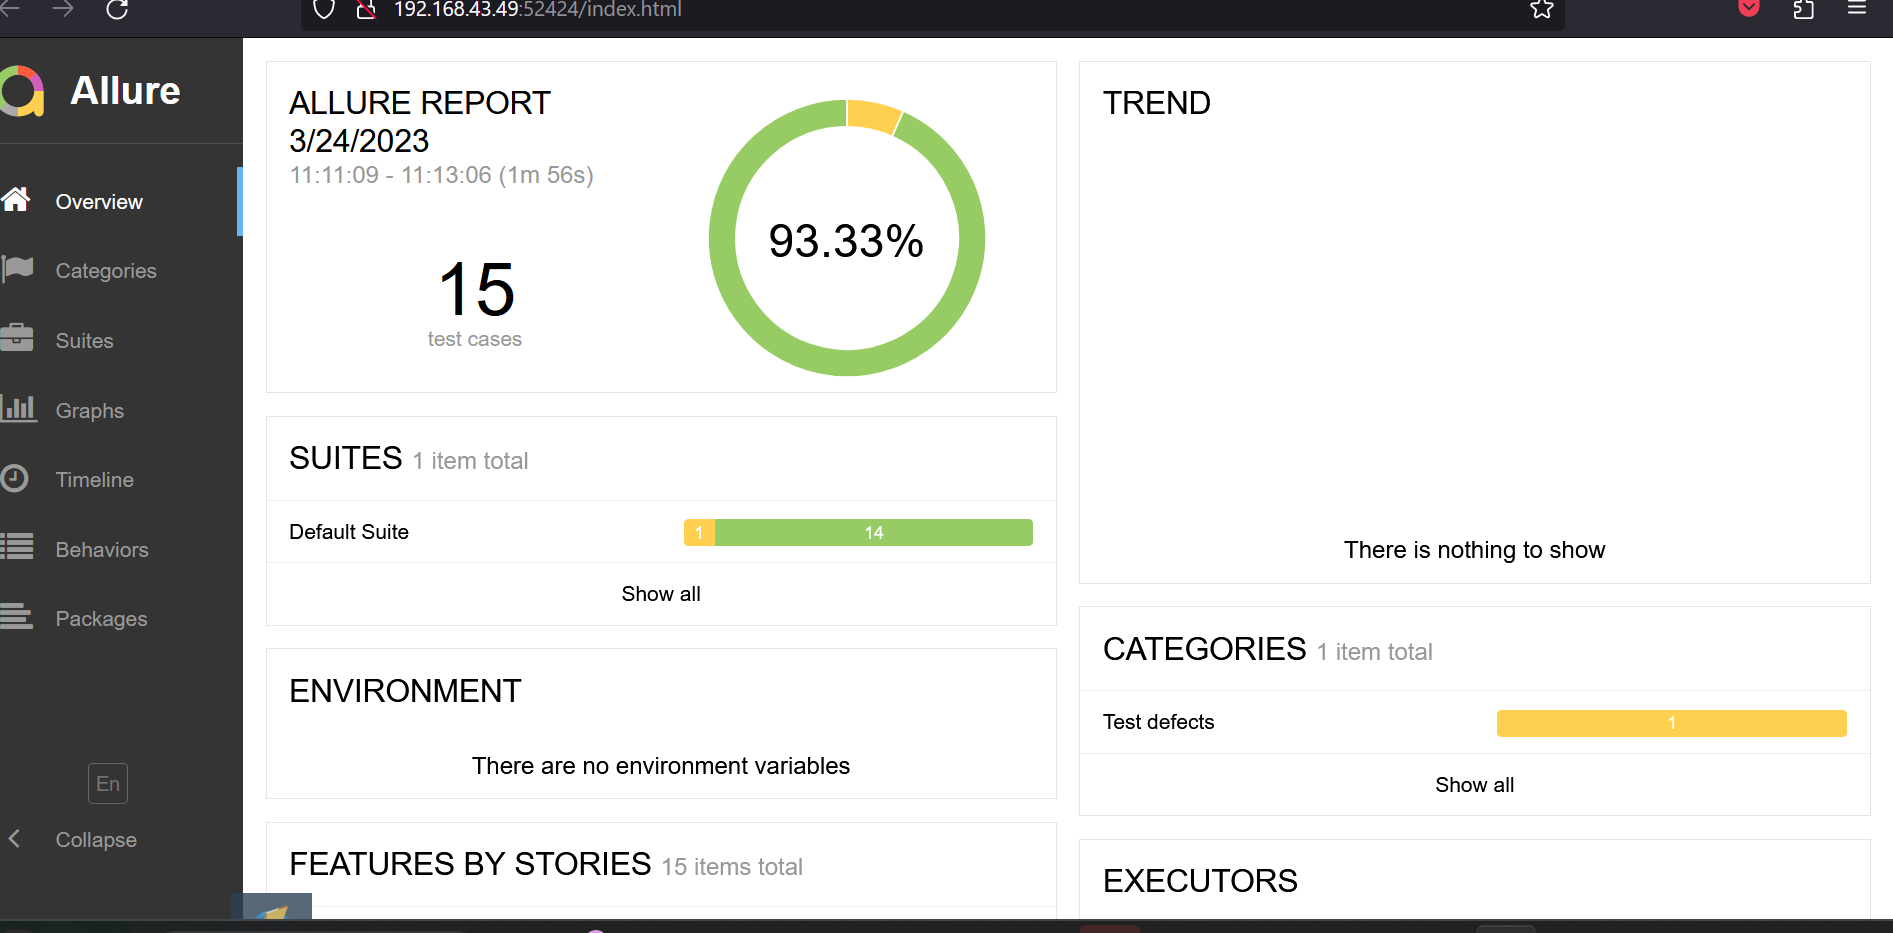 192.168.43.49:52424/index.html
Allure
Overview
Categories
Suites
Graphs
Timeline
Behaviors
Packages
En
Collapse
ALLURE REPORT
3/24/2023
11:11:09 - 11:13:06 (1m 56s)
15
test cases
93.33%
SUITES 1 item total
Default Suite 1 14
Show all
ENVIRONMENT
There are no environment variables
FEATURES BY STORIES 15 items total
TREND
There is nothing to show
CATEGORIES 1 item total
Test defects 1
Show all
EXECUTORS